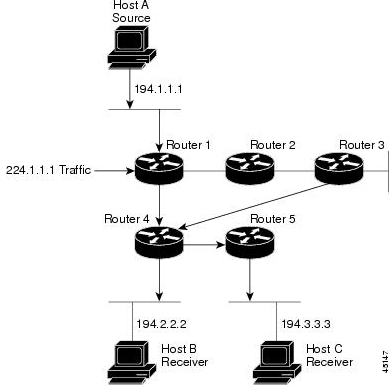 Host A
Source
194.1.1.1
Router 1
Router 2
Router 3
224.1.1.1 Traffic
Router 4
Router 5
194.2.2.2
194.3.3.3
Host B
Receiver
Host C
Receiver